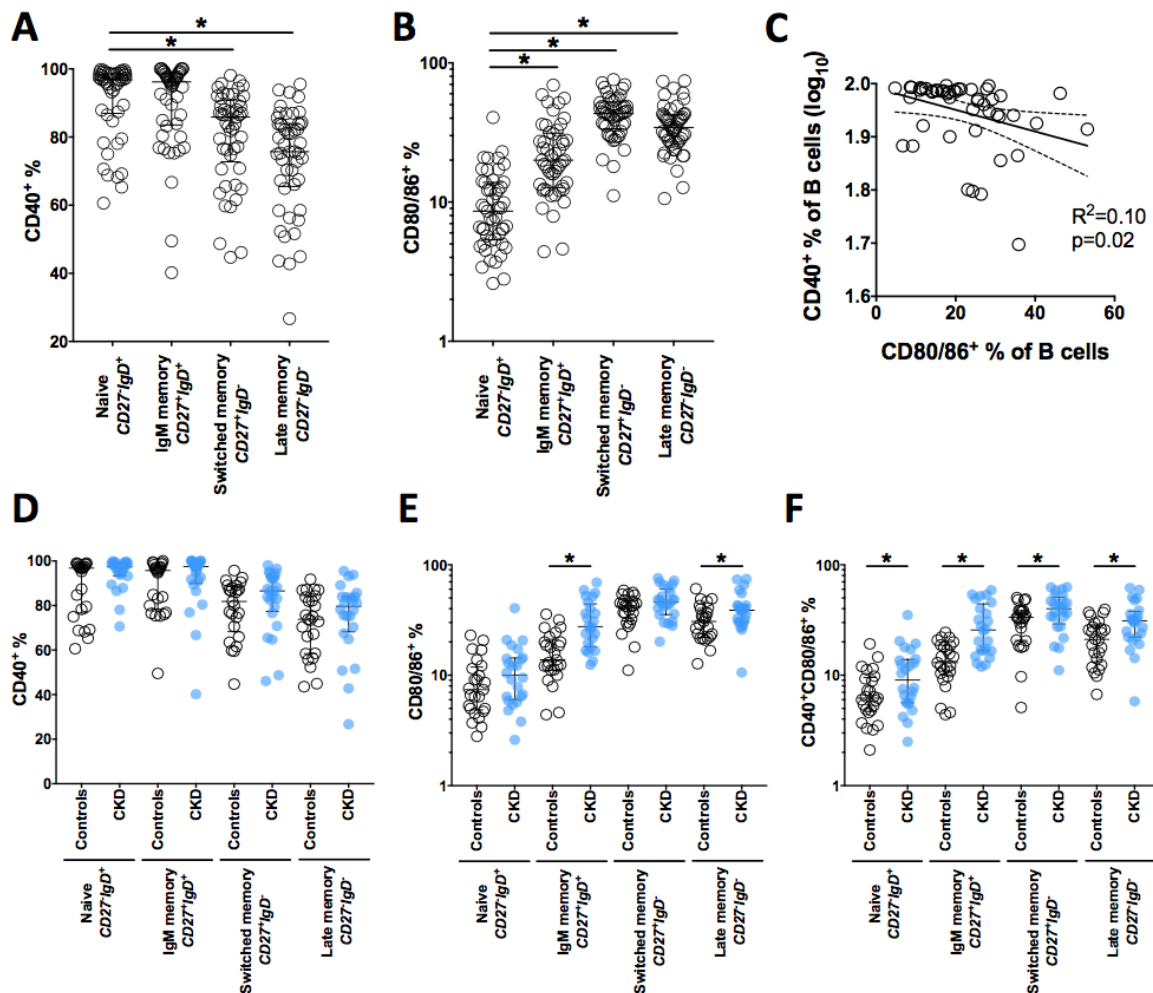 A
*
*
CD40⁺ %
100
80
60
40
20
Naive
CD27⁻IgD⁺
IgM memory
CD27⁺IgD⁺
Switched memory
CD27⁺IgD⁻
Late memory
CD27⁻IgD⁻
B
*
*
*
CD80/86⁺ %
100
10
1
Naive
CD27⁻IgD⁺
IgM memory
CD27⁺IgD⁺
Switched memory
CD27⁺IgD⁻
Late memory
CD27⁻IgD⁻
C
CD40⁺ % of B cells (log₁₀)
2.0
1.9
1.8
1.7
1.6
R²=0.10
p=0.02
0
20
40
60
CD80/86⁺ % of B cells
D
CD40⁺ %
100
80
60
40
20
0
Controls
CKD
Controls
CKD
Controls
CKD
Controls
CKD
Naive
CD27⁻IgD⁺
IgM memory
CD27⁺IgD⁺
Switched memory
CD27⁺IgD⁻
Late memory
CD27⁻IgD⁻
E
*
*
CD80/86⁺ %
100
10
1
Controls
CKD
Controls
CKD
Controls
CKD
Controls
CKD
Naive
CD27⁻IgD⁺
IgM memory
CD27⁺IgD⁺
Switched memory
CD27⁺IgD⁻
Late memory
CD27⁻IgD⁻
F
*
*
*
*
CD40⁺CD80/86⁺ %
100
10
1
Controls
CKD
Controls
CKD
Controls
CKD
Controls
CKD
Naive
CD27⁻IgD⁺
IgM memory
CD27⁺IgD⁺
Switched memory
CD27⁺IgD⁻
Late memory
CD27⁻IgD⁻